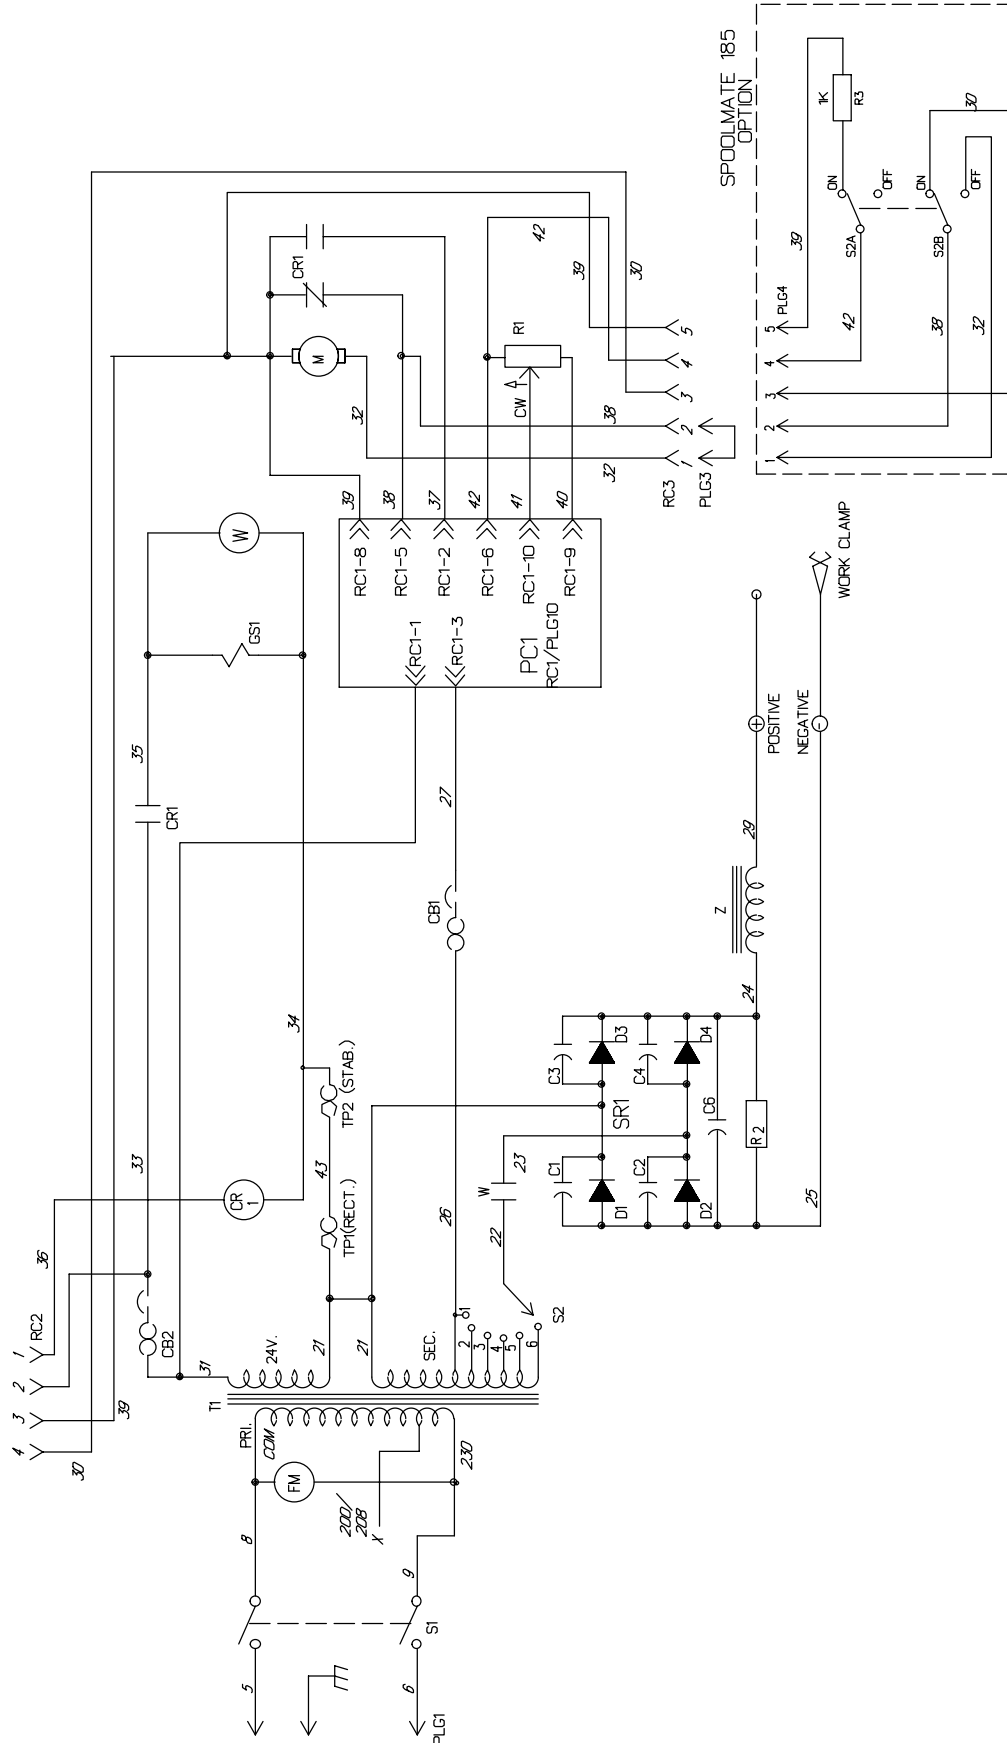 SPOOLMATE 185
OPTION
1K
R3
30
ON
OFF
ON
OFF
S2A
S2B
39
PLG4
42
38
32
5
4
3
2
1
CR1
M
R1
CW
42
39
30
32
38
32
5
4
3
2
1
RC3
PLG3
39
38
37
42
41
40
RC1-8
RC1-5
RC1-2
RC1-6
RC1-10
RC1-9
RC1-1
RC1-3
PC1
RC1/PLG10
W
GS1
35
CR1
34
33
27
CB1
26
WORK CLAMP
POSITIVE
NEGATIVE
+
-
29
Z
24
C3
D3
C4
D4
SR1
C6
R2
C1
D1
C2
D2
25
23
W
22
TP2 (STAB.)
43
TP1(RECT.)
CR
1
36
RC2
1
2
3
4
CB2
39
30
31
24V.
21
21
SEC.
1
2
3
4
5
6
S2
T1
PRI.
COM
230
FM
200/
208
X
8
9
S1
5
6
PLG1